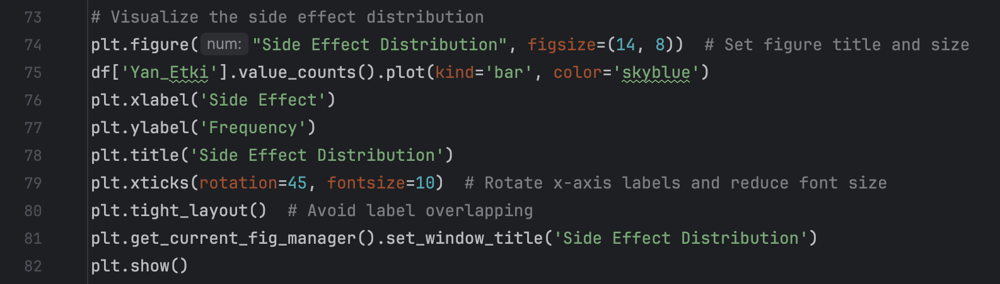 73 # Visualize the side effect distribution
74 plt.figure( num: "Side Effect Distribution", figsize=(14, 8))  # Set figure title and size
75 df['Yan_Etki'].value_counts().plot(kind='bar', color='skyblue')
76 plt.xlabel('Side Effect')
77 plt.ylabel('Frequency')
78 plt.title('Side Effect Distribution')
79 plt.xticks(rotation=45, fontsize=10)  # Rotate x-axis labels and reduce font size
80 plt.tight_layout()  # Avoid label overlapping
81 plt.get_current_fig_manager().set_window_title('Side Effect Distribution')
82 plt.show()